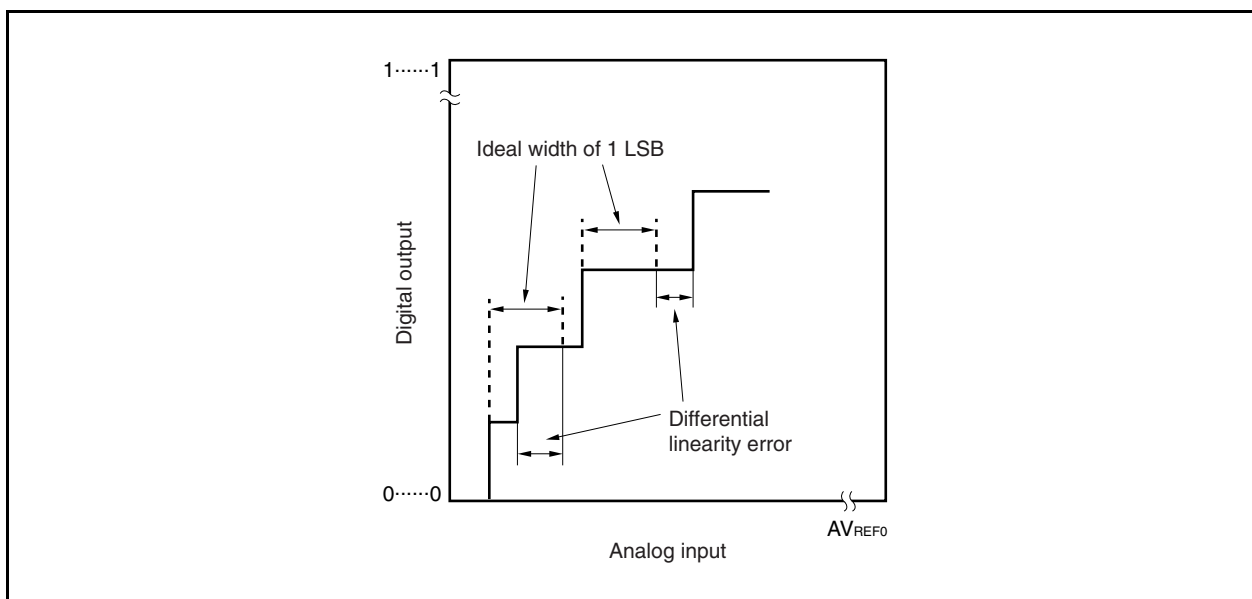 1······1
Ideal width of 1 LSB
Digital output
Differential
linearity error
0······0
AVREF0
Analog input